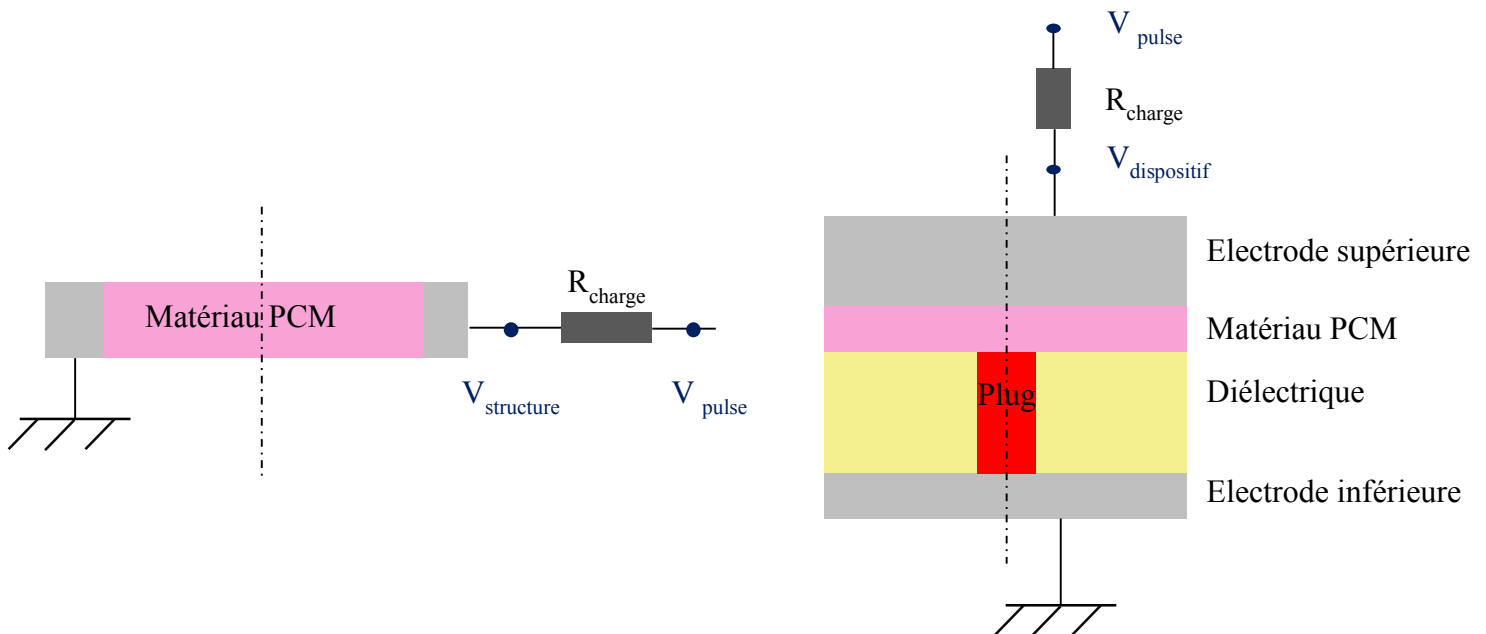 Matériau PCM
R charge
V structure
V pulse
V pulse
R charge
V dispositif
Electrode supérieure
Matériau PCM
Plug
Diélectrique
Electrode inférieure